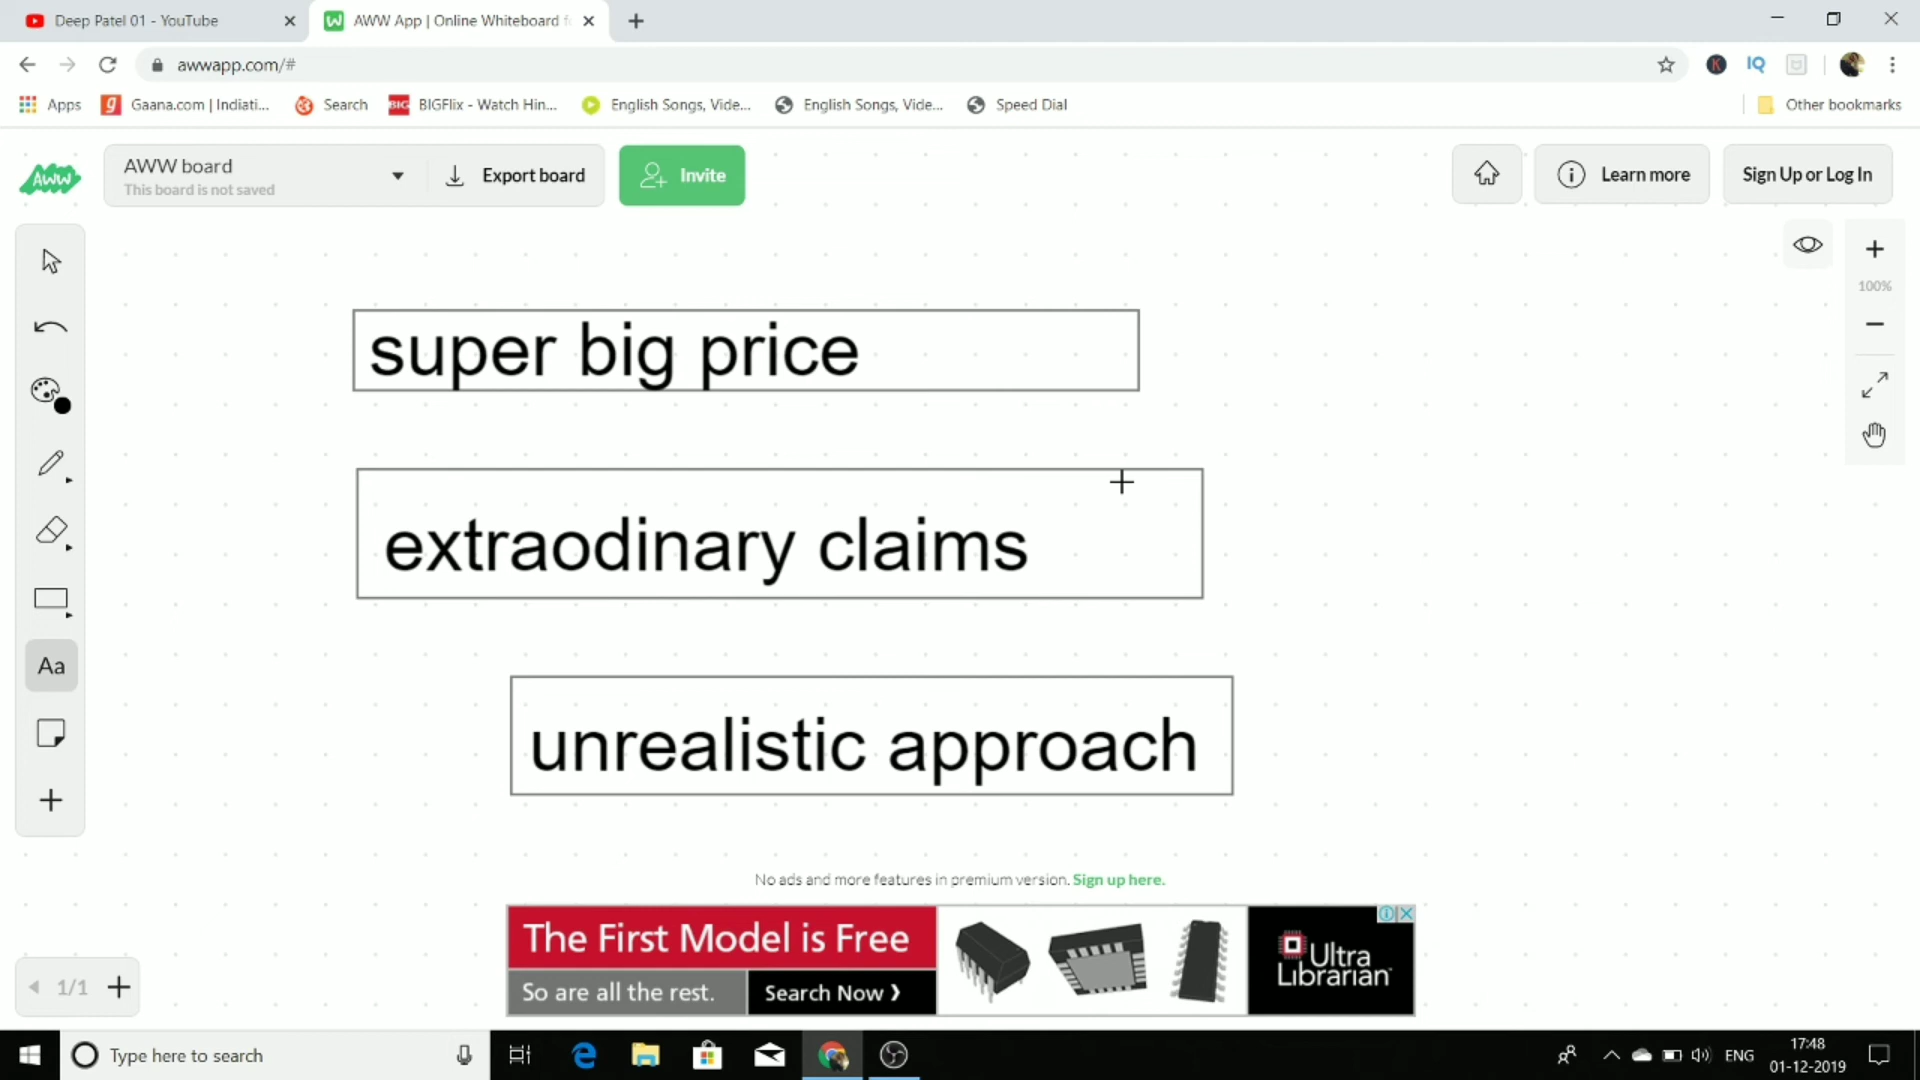 Deep Patel 01 - YouTube
AWW App | Online Whiteboard f
awwapp.com/#
IQ
Apps
Gaana.com | Indiati...
Search
BIGFlix - Watch Hin...
English Songs, Vide...
English Songs, Vide...
Speed Dial
Other bookmarks
AWW
AWW board
This board is not saved
Export board
Invite
Learn more
Sign Up or Log In
100%
super big price
extraodinary claims
unrealistic approach
Aa
No ads and more features in premium version. Sign up here.
The First Model is Free
So are all the rest.
Search Now ❯
Ultra
Librarian
1/1
Type here to search
ENG
17:48
01-12-2019